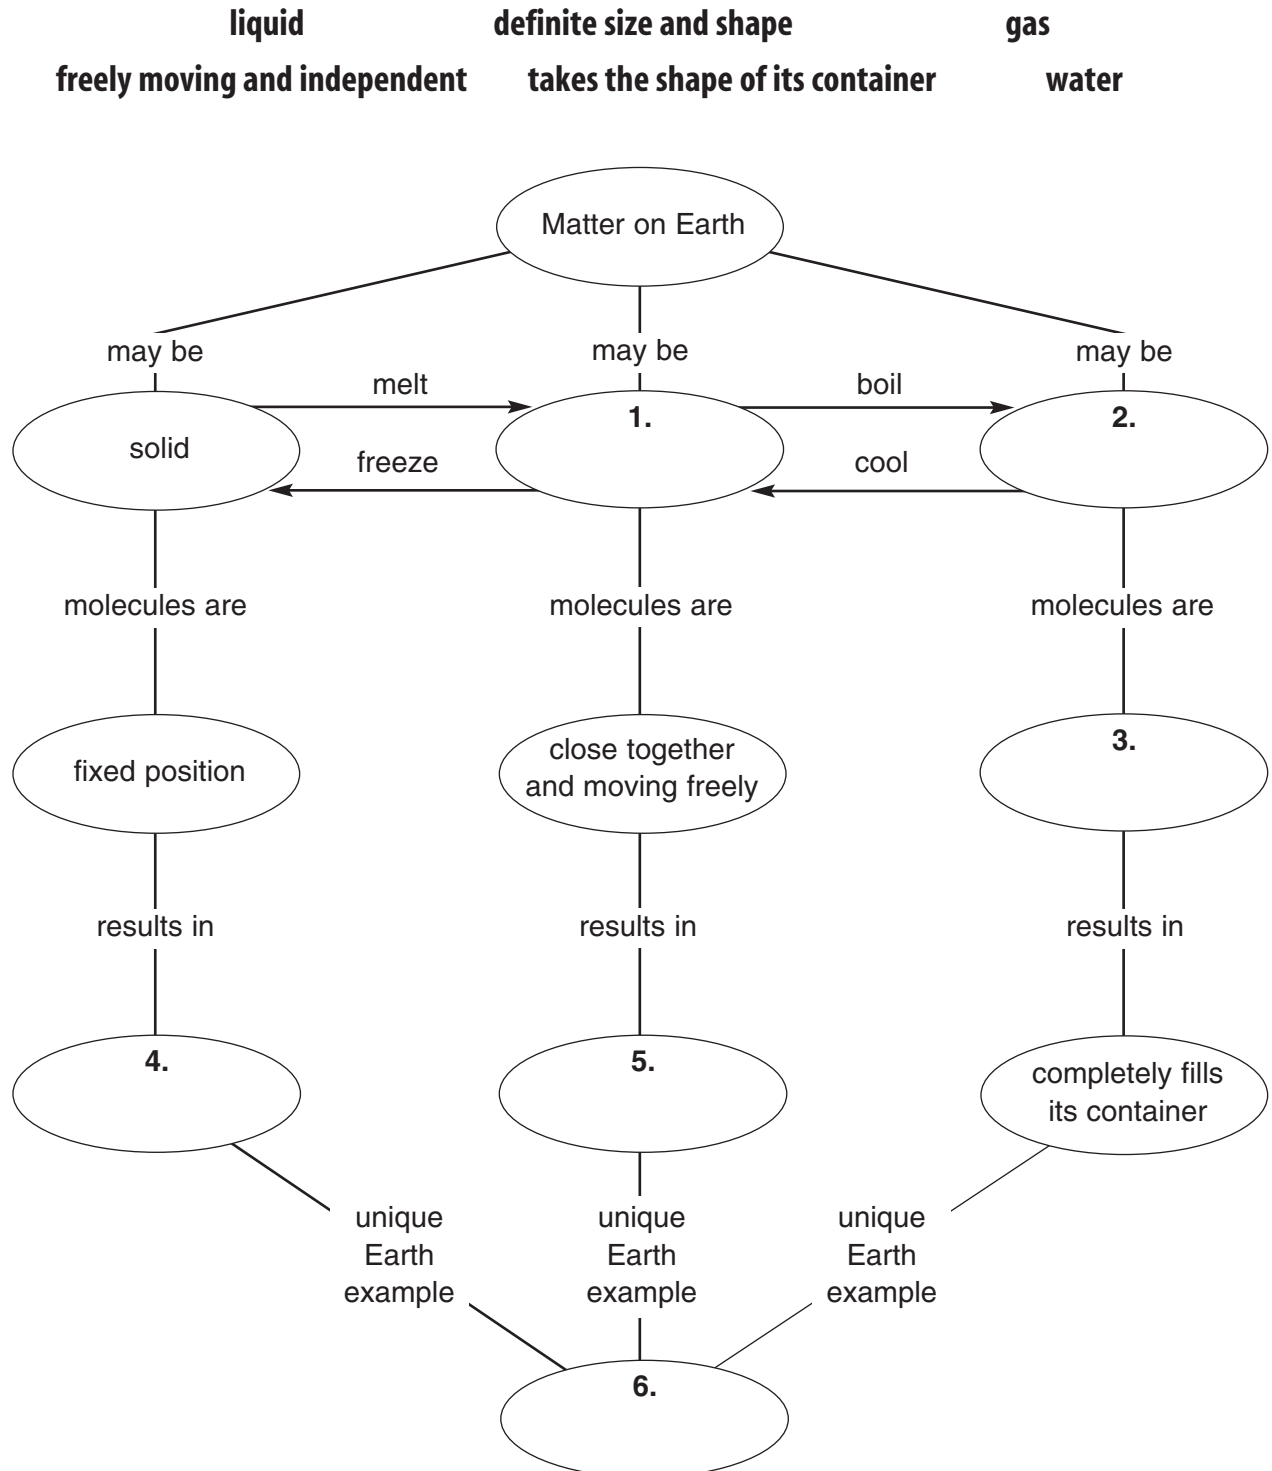 liquid definite size and shape gas
freely moving and independent takes the shape of its container water
Matter on Earth
may be may be may be
melt boil
1. 2.
solid
freeze cool
molecules are molecules are molecules are
3.
close together
fixed position
and moving freely
results in results in results in
4. 5.
completely fills
its container
unique unique unique
Earth Earth Earth
example example example
6.